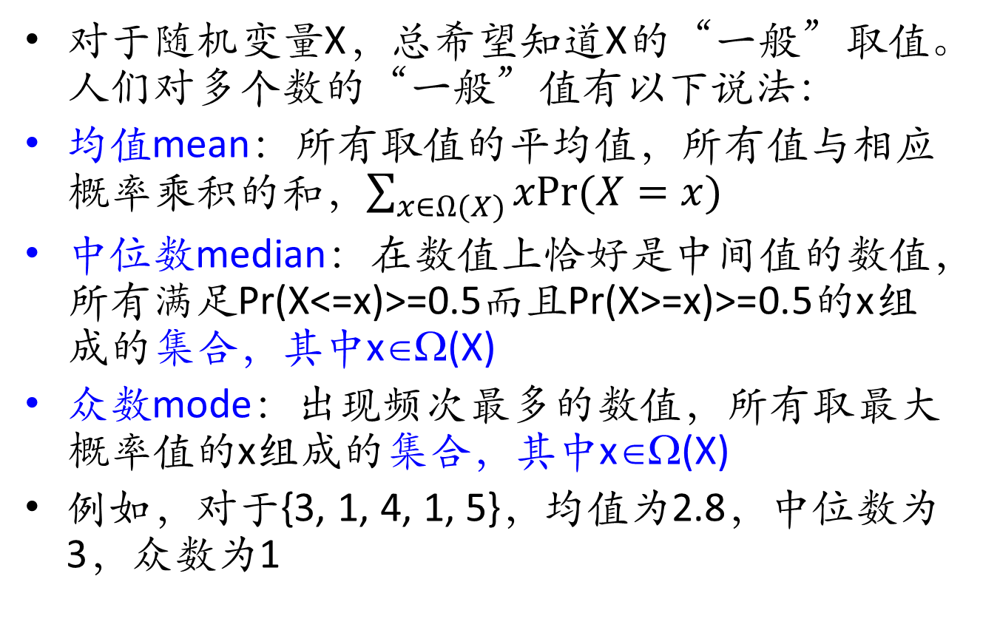 • 对于随机变量X，总希望知道X的“一般”取值。
人们对多个数的“一般”值有以下说法：
• 均值mean：所有取值的平均值，所有值与相应
概率乘积的和，∑x∈Ω(X) xPr(X = x)
• 中位数median：在数值上恰好是中间值的数值，
所有满足Pr(X<=x)>=0.5而且Pr(X>=x)>=0.5的x组
成的集合，其中x∈Ω(X)
• 众数mode：出现频次最多的数值，所有取最大
概率值的x组成的集合，其中x∈Ω(X)
• 例如，对于{3, 1, 4, 1, 5}，均值为2.8，中位数为
3，众数为1